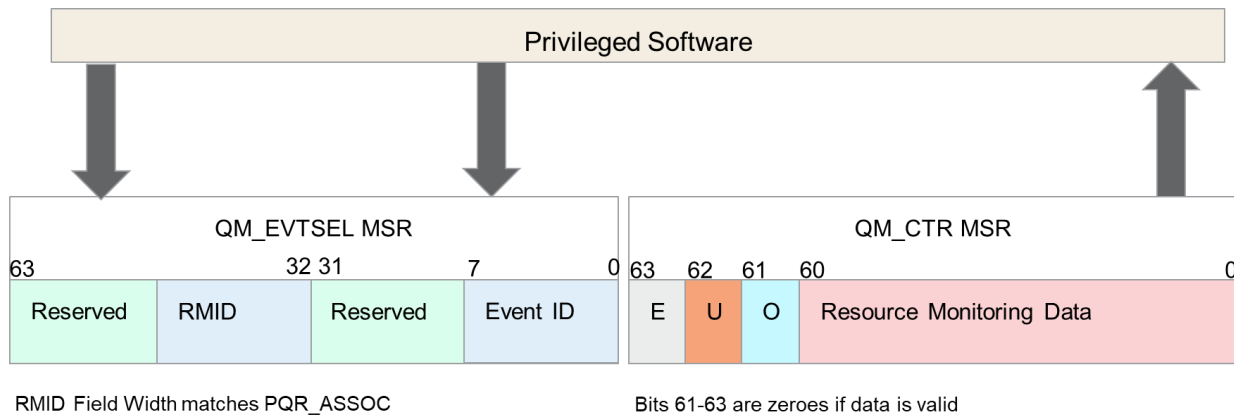 Privileged Software
QM_EVTSEL MSR
63 32 31 7 0
Reserved RMID Reserved Event ID
RMID Field Width matches PQR_ASSOC
QM_CTR MSR
63 62 61 60 0
E U O Resource Monitoring Data
Bits 61-63 are zeroes if data is valid